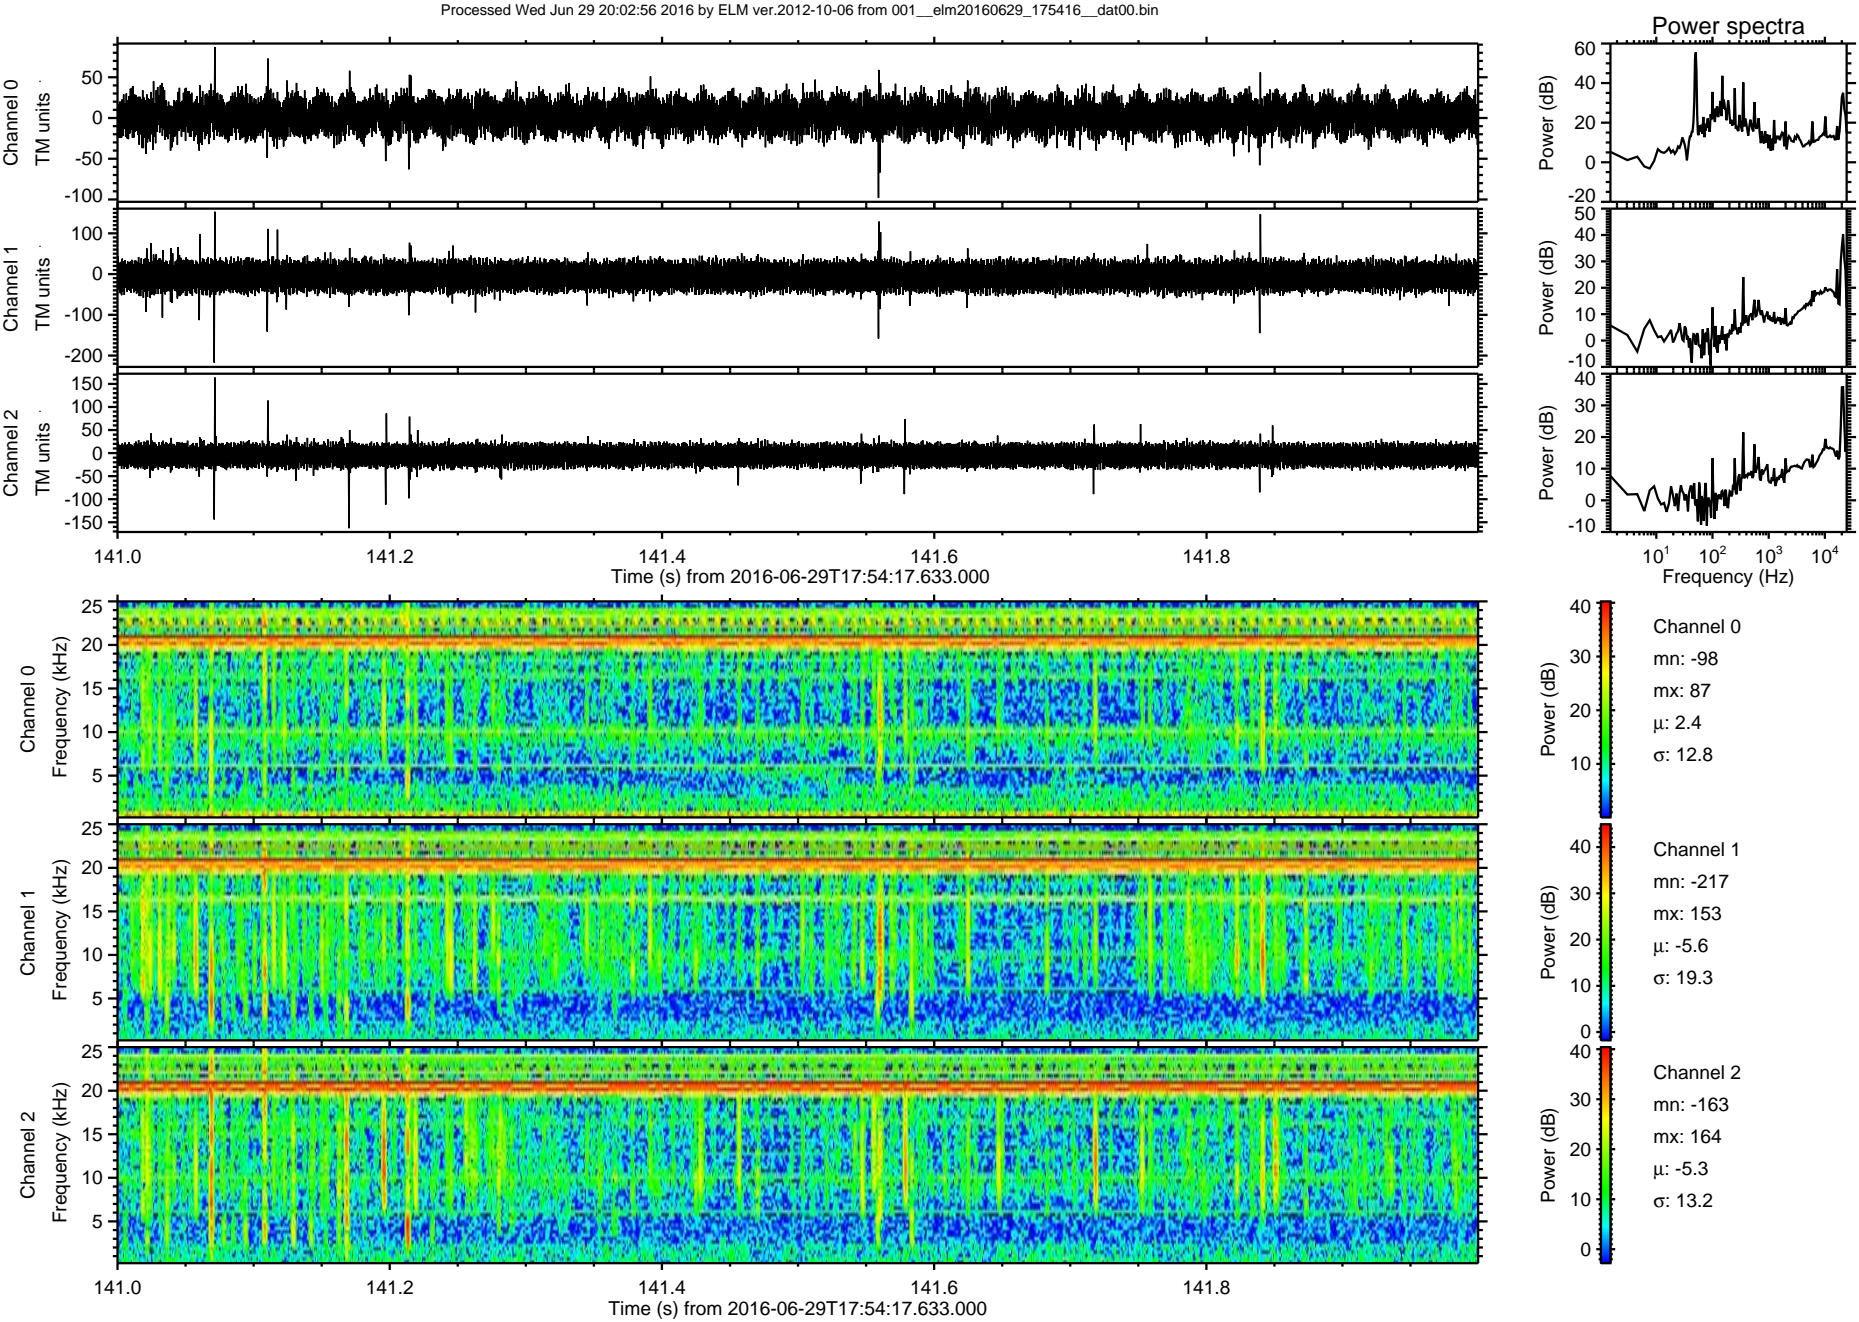 Processed Wed Jun 29 20:02:56 2016 by ELM ver.2012-10-06 from 001__elm20160629_175416__dat00.bin
Power spectra
Channel 0
TM units
50
0
-50
-100
Power (dB)
60
40
20
0
-20
Channel 1
TM units
100
0
-100
-200
Power (dB)
50
40
30
20
10
0
-10
Channel 2
TM units
150
100
50
0
-50
-100
-150
Power (dB)
40
30
20
10
0
-10
141.0 141.2 141.4 141.6 141.8
Time (s) from 2016-06-29T17:54:17.633.000
10^1 10^2 10^3 10^4
Frequency (Hz)
Channel 0
Frequency (kHz)
25
20
15
10
5
Power (dB)
40
30
20
10
Channel 0
mn: -98
mx: 87
μ: 2.4
σ: 12.8
Channel 1
Frequency (kHz)
25
20
15
10
5
Power (dB)
40
30
20
10
0
Channel 1
mn: -217
mx: 153
μ: -5.6
σ: 19.3
Channel 2
Frequency (kHz)
25
20
15
10
5
Power (dB)
40
30
20
10
0
Channel 2
mn: -163
mx: 164
μ: -5.3
σ: 13.2
141.0 141.2 141.4 141.6 141.8
Time (s) from 2016-06-29T17:54:17.633.000